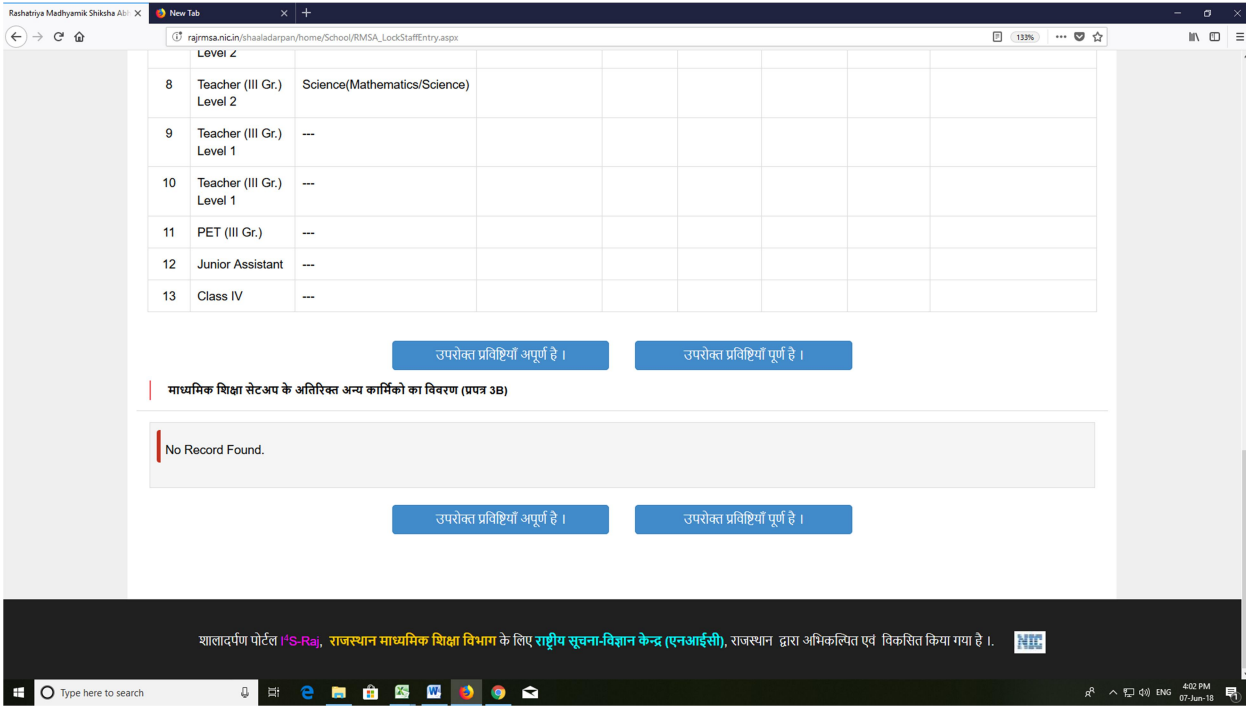 Rashatriya Madhyamik Shiksha Abh
New Tab
rajrmsa.nic.in/shaaladarpan/home/School/RMSA_LockStaffEntry.aspx
133%
Level 2
8 Teacher (III Gr.) Science(Mathematics/Science)
Level 2
9 Teacher (III Gr.) ---
Level 1
10 Teacher (III Gr.) ---
Level 1
11 PET (III Gr.) ---
12 Junior Assistant ---
13 Class IV ---
उपरोक्त प्रविष्टियाँ अपूर्ण है । उपरोक्त प्रविष्टियाँ पूर्ण है ।
माध्यमिक शिक्षा सेटअप के अतिरिक्त अन्य कार्मिको का विवरण (प्रपत्र 3B)
No Record Found.
उपरोक्त प्रविष्टियाँ अपूर्ण है । उपरोक्त प्रविष्टियाँ पूर्ण है ।
शालादर्पण पोर्टल I⁴S-Raj, राजस्थान माध्यमिक शिक्षा विभाग के लिए राष्ट्रीय सूचना-विज्ञान केन्द्र (एनआईसी), राजस्थान द्वारा अभिकल्पित एवं विकसित किया गया है ।. NIC
Type here to search
ENG
4:02 PM
07-Jun-18
1